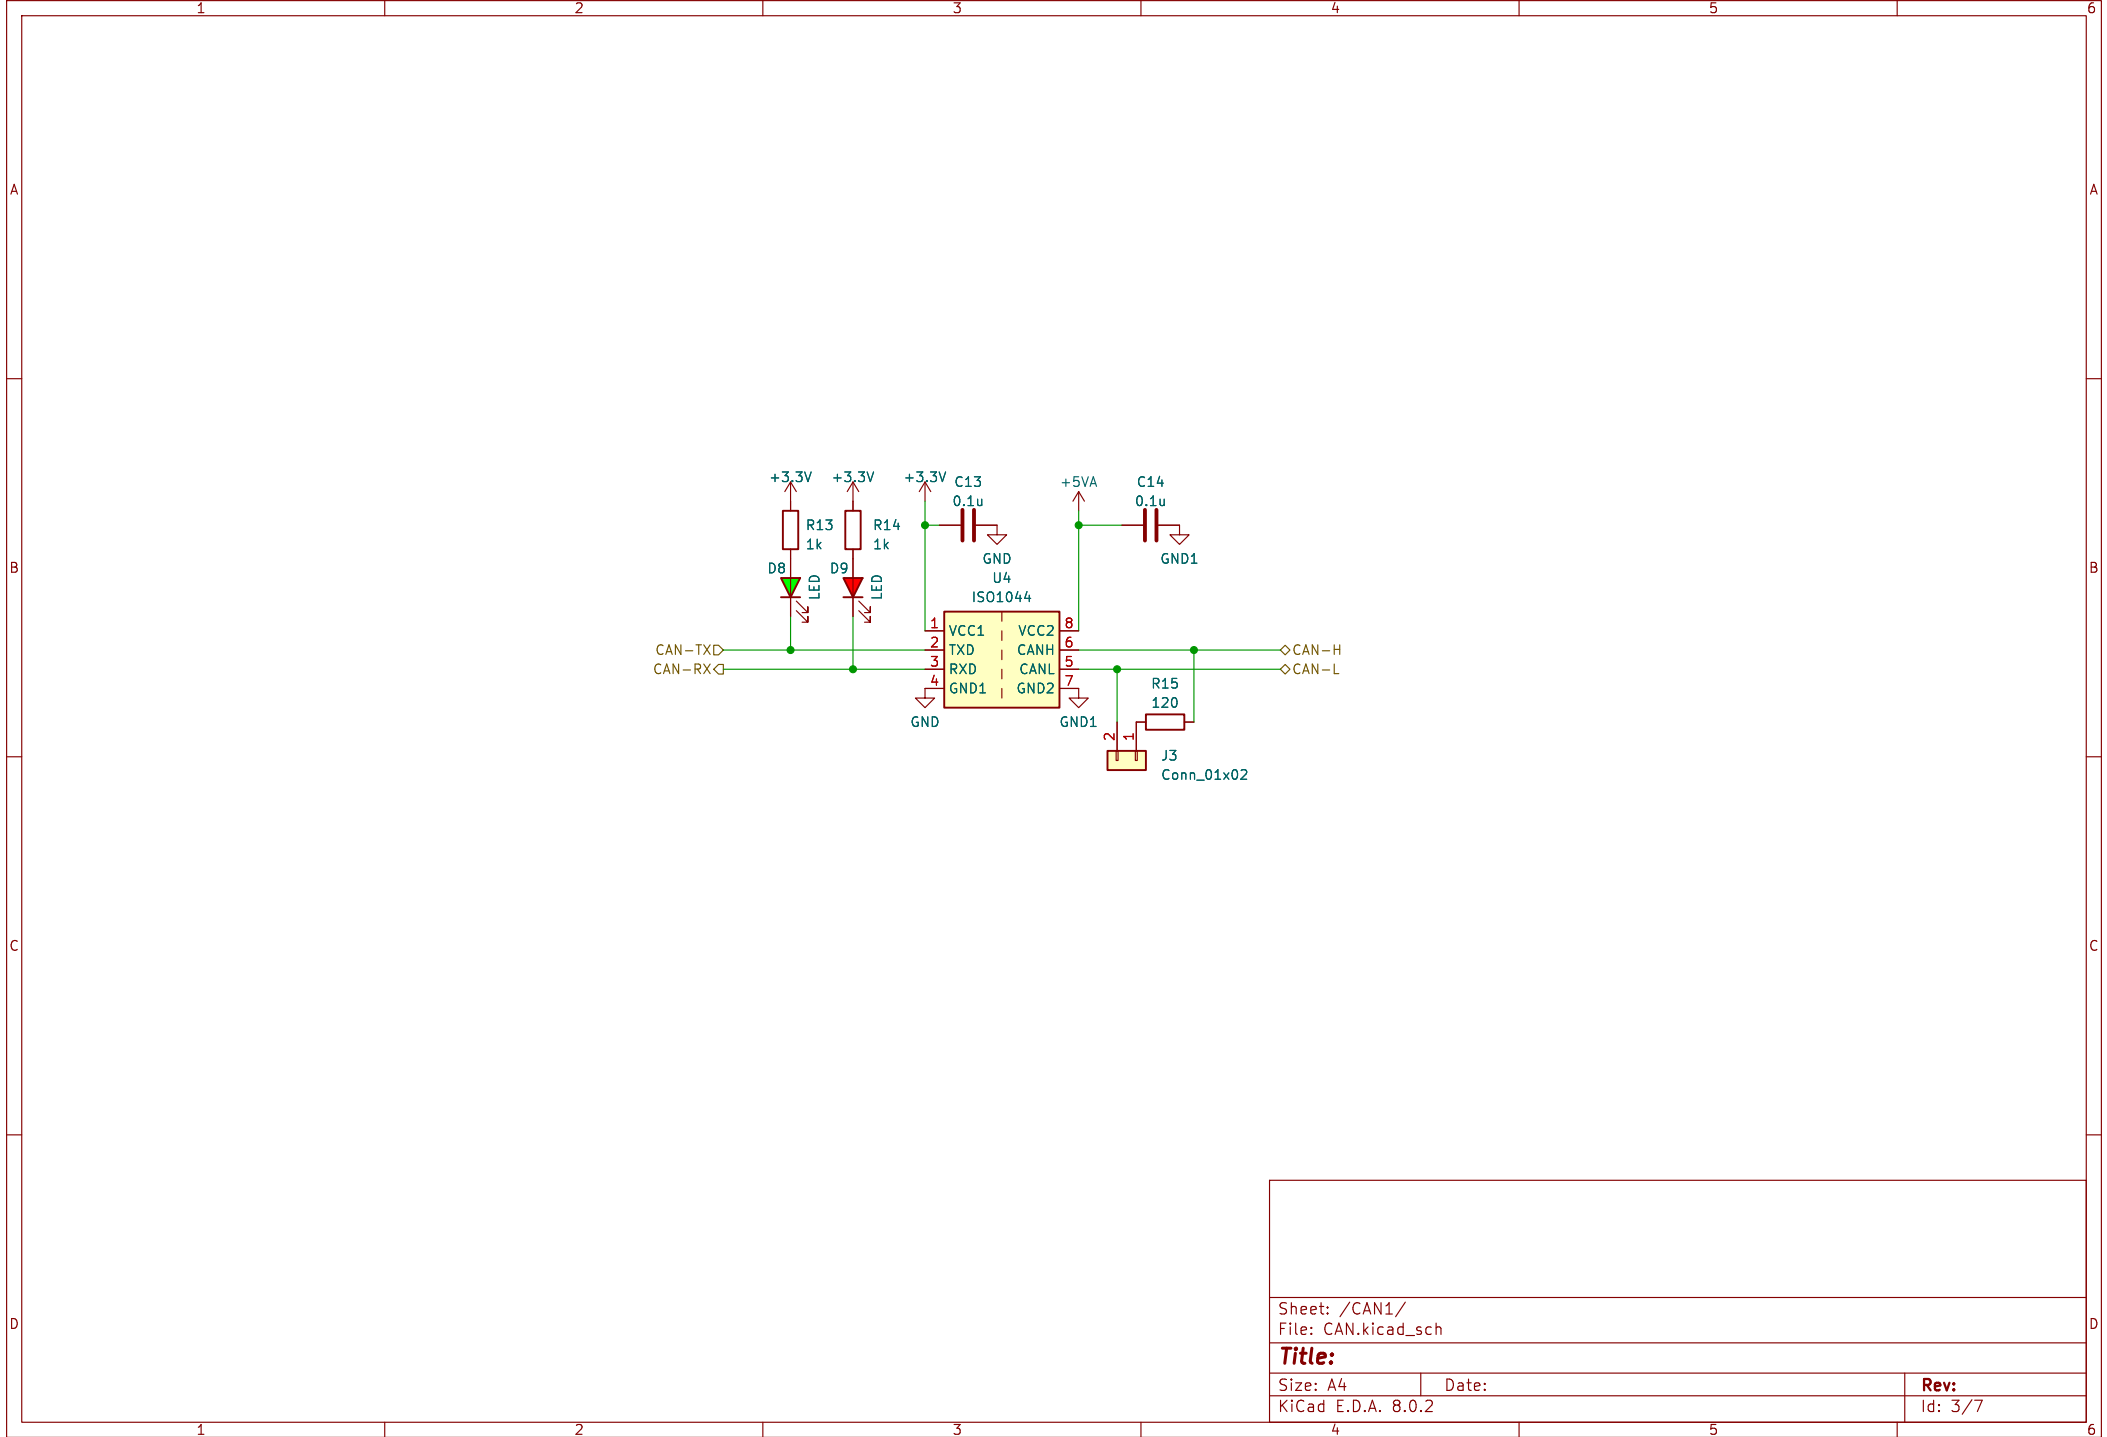 1 2 3 4 5 6
A A
+3.3V +3.3V +3.3V C13 +5VA C14
0.1u 0.1u
R13 R14
1k 1k
GND GND1
D8 LED D9 LED U4
B B
ISO1044
1 VCC1 VCC2 8
CAN-TX 2 TXD CANH 6 CAN-H
CAN-RX 3 RXD CANL 5 CAN-L
4 GND1 GND2 7
R15
120
GND GND1
2 1
J3
Conn_01x02
C C
Sheet: /CAN1/
File: CAN.kicad_sch
D D
Title:
Size: A4 Date: Rev:
KiCad E.D.A. 8.0.2 Id: 3/7
1 2 3 4 5 6